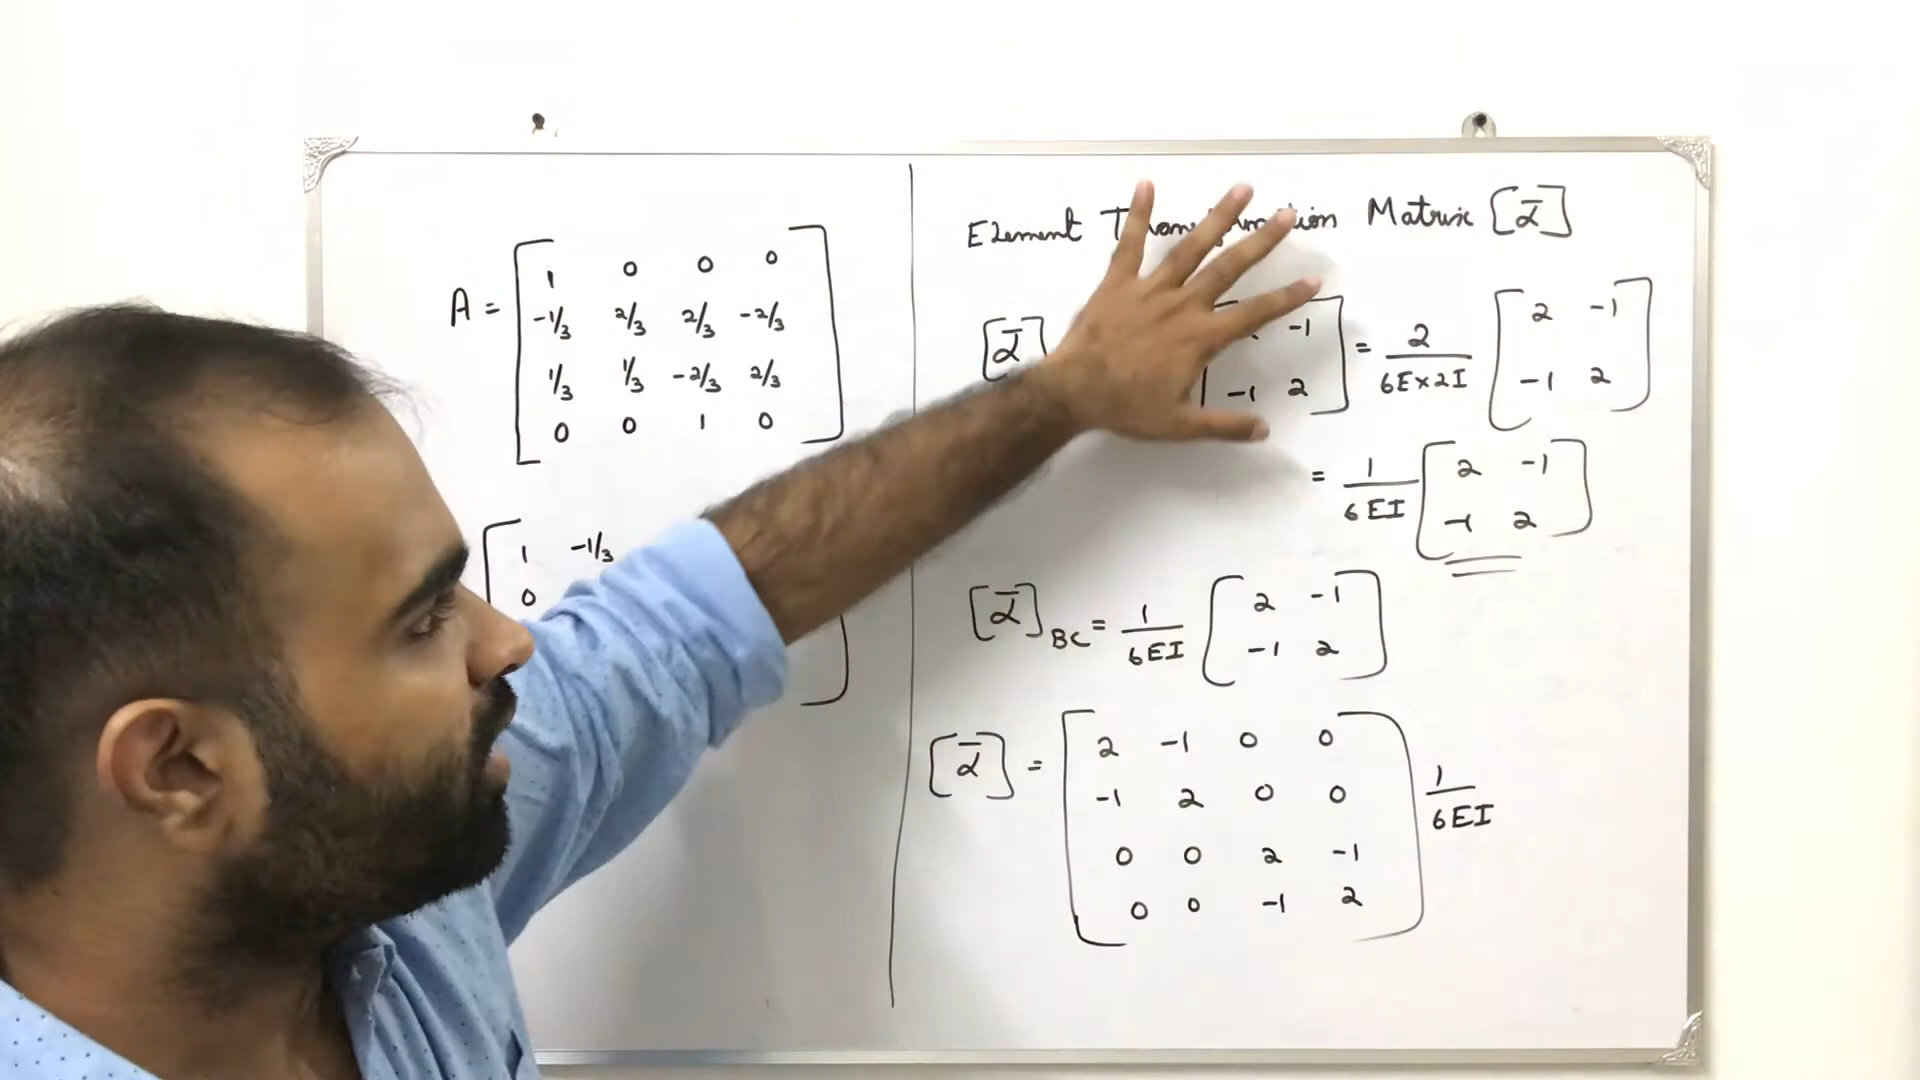 A =
1 0 0 0
-1/3 2/3 2/3 -2/3
1/3 1/3 -2/3 2/3
0 0 1 0
1 -1/3
0
Element Matrix [ᾱ]
[ᾱ] -1 = 2/6E×2I [2 -1
-1 2 -1 2]
= 1/6EI [2 -1
-1 2]
[ᾱ]BC = 1/6EI [2 -1
-1 2]
[ᾱ] = [2 -1 0 0
-1 2 0 0
0 0 2 -1
0 0 -1 2] 1/6EI